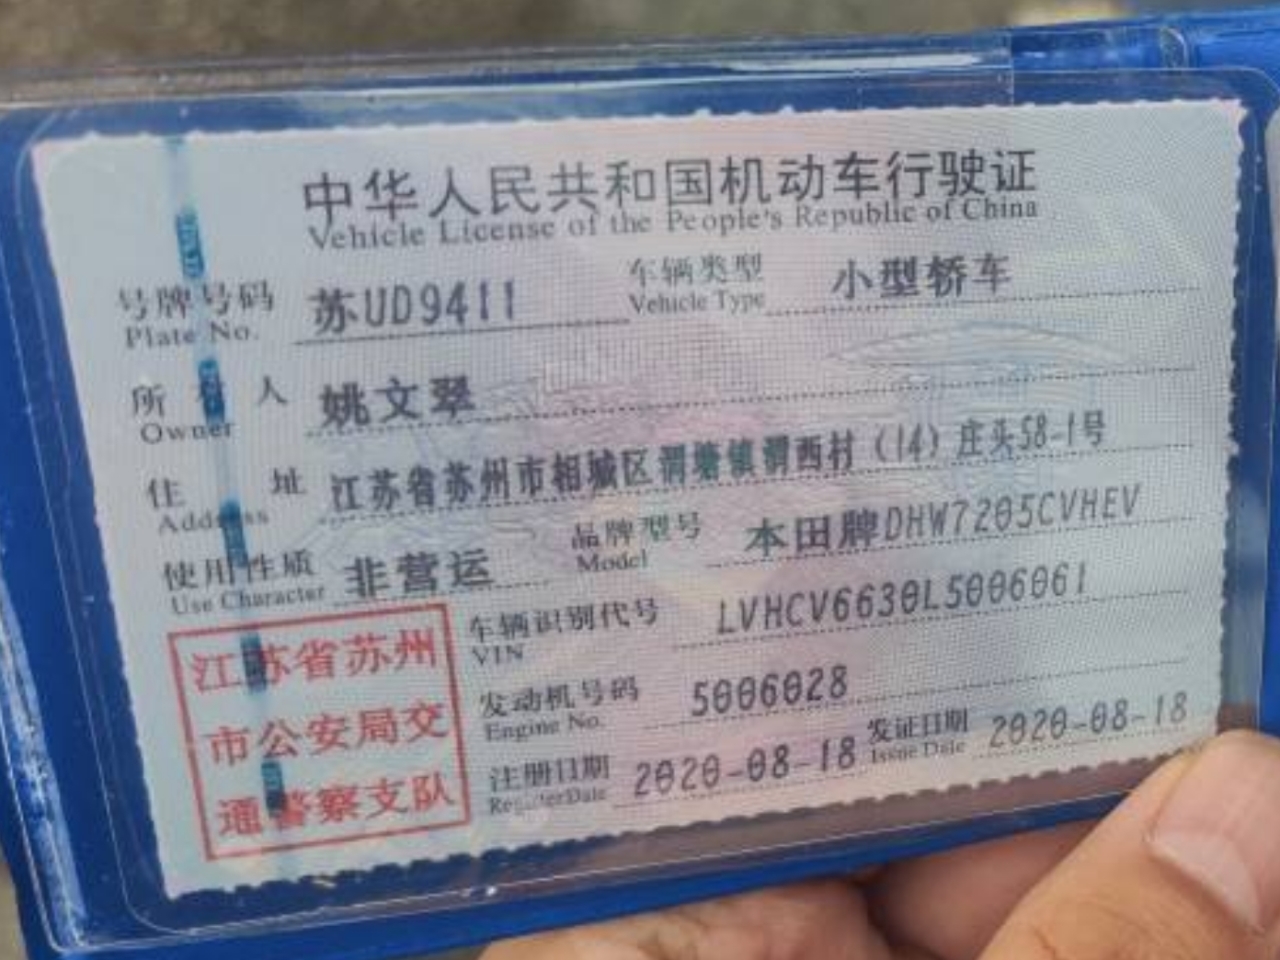 中华人民共和国机动车行驶证
Vehicle License of the People's Republic of China
号牌号码 苏UD9411 车辆类型 小型轿车
Plate No. Vehicle Type
所有人 姚文翠
Owner
住址 江苏省苏州市相城区渭塘镇渭西村（14）庄头58-1号
Address
使用性质 非营运 品牌型号 本田牌DHW7205CVHEV
Use Character Model
江苏省苏州
市公安局交
通警察支队
车辆识别代号 LVHCV6630L5006061
VIN
发动机号码 5006028
Engine No.
注册日期 2020-08-18 发证日期 2020-08-18
Register Date Issue Date